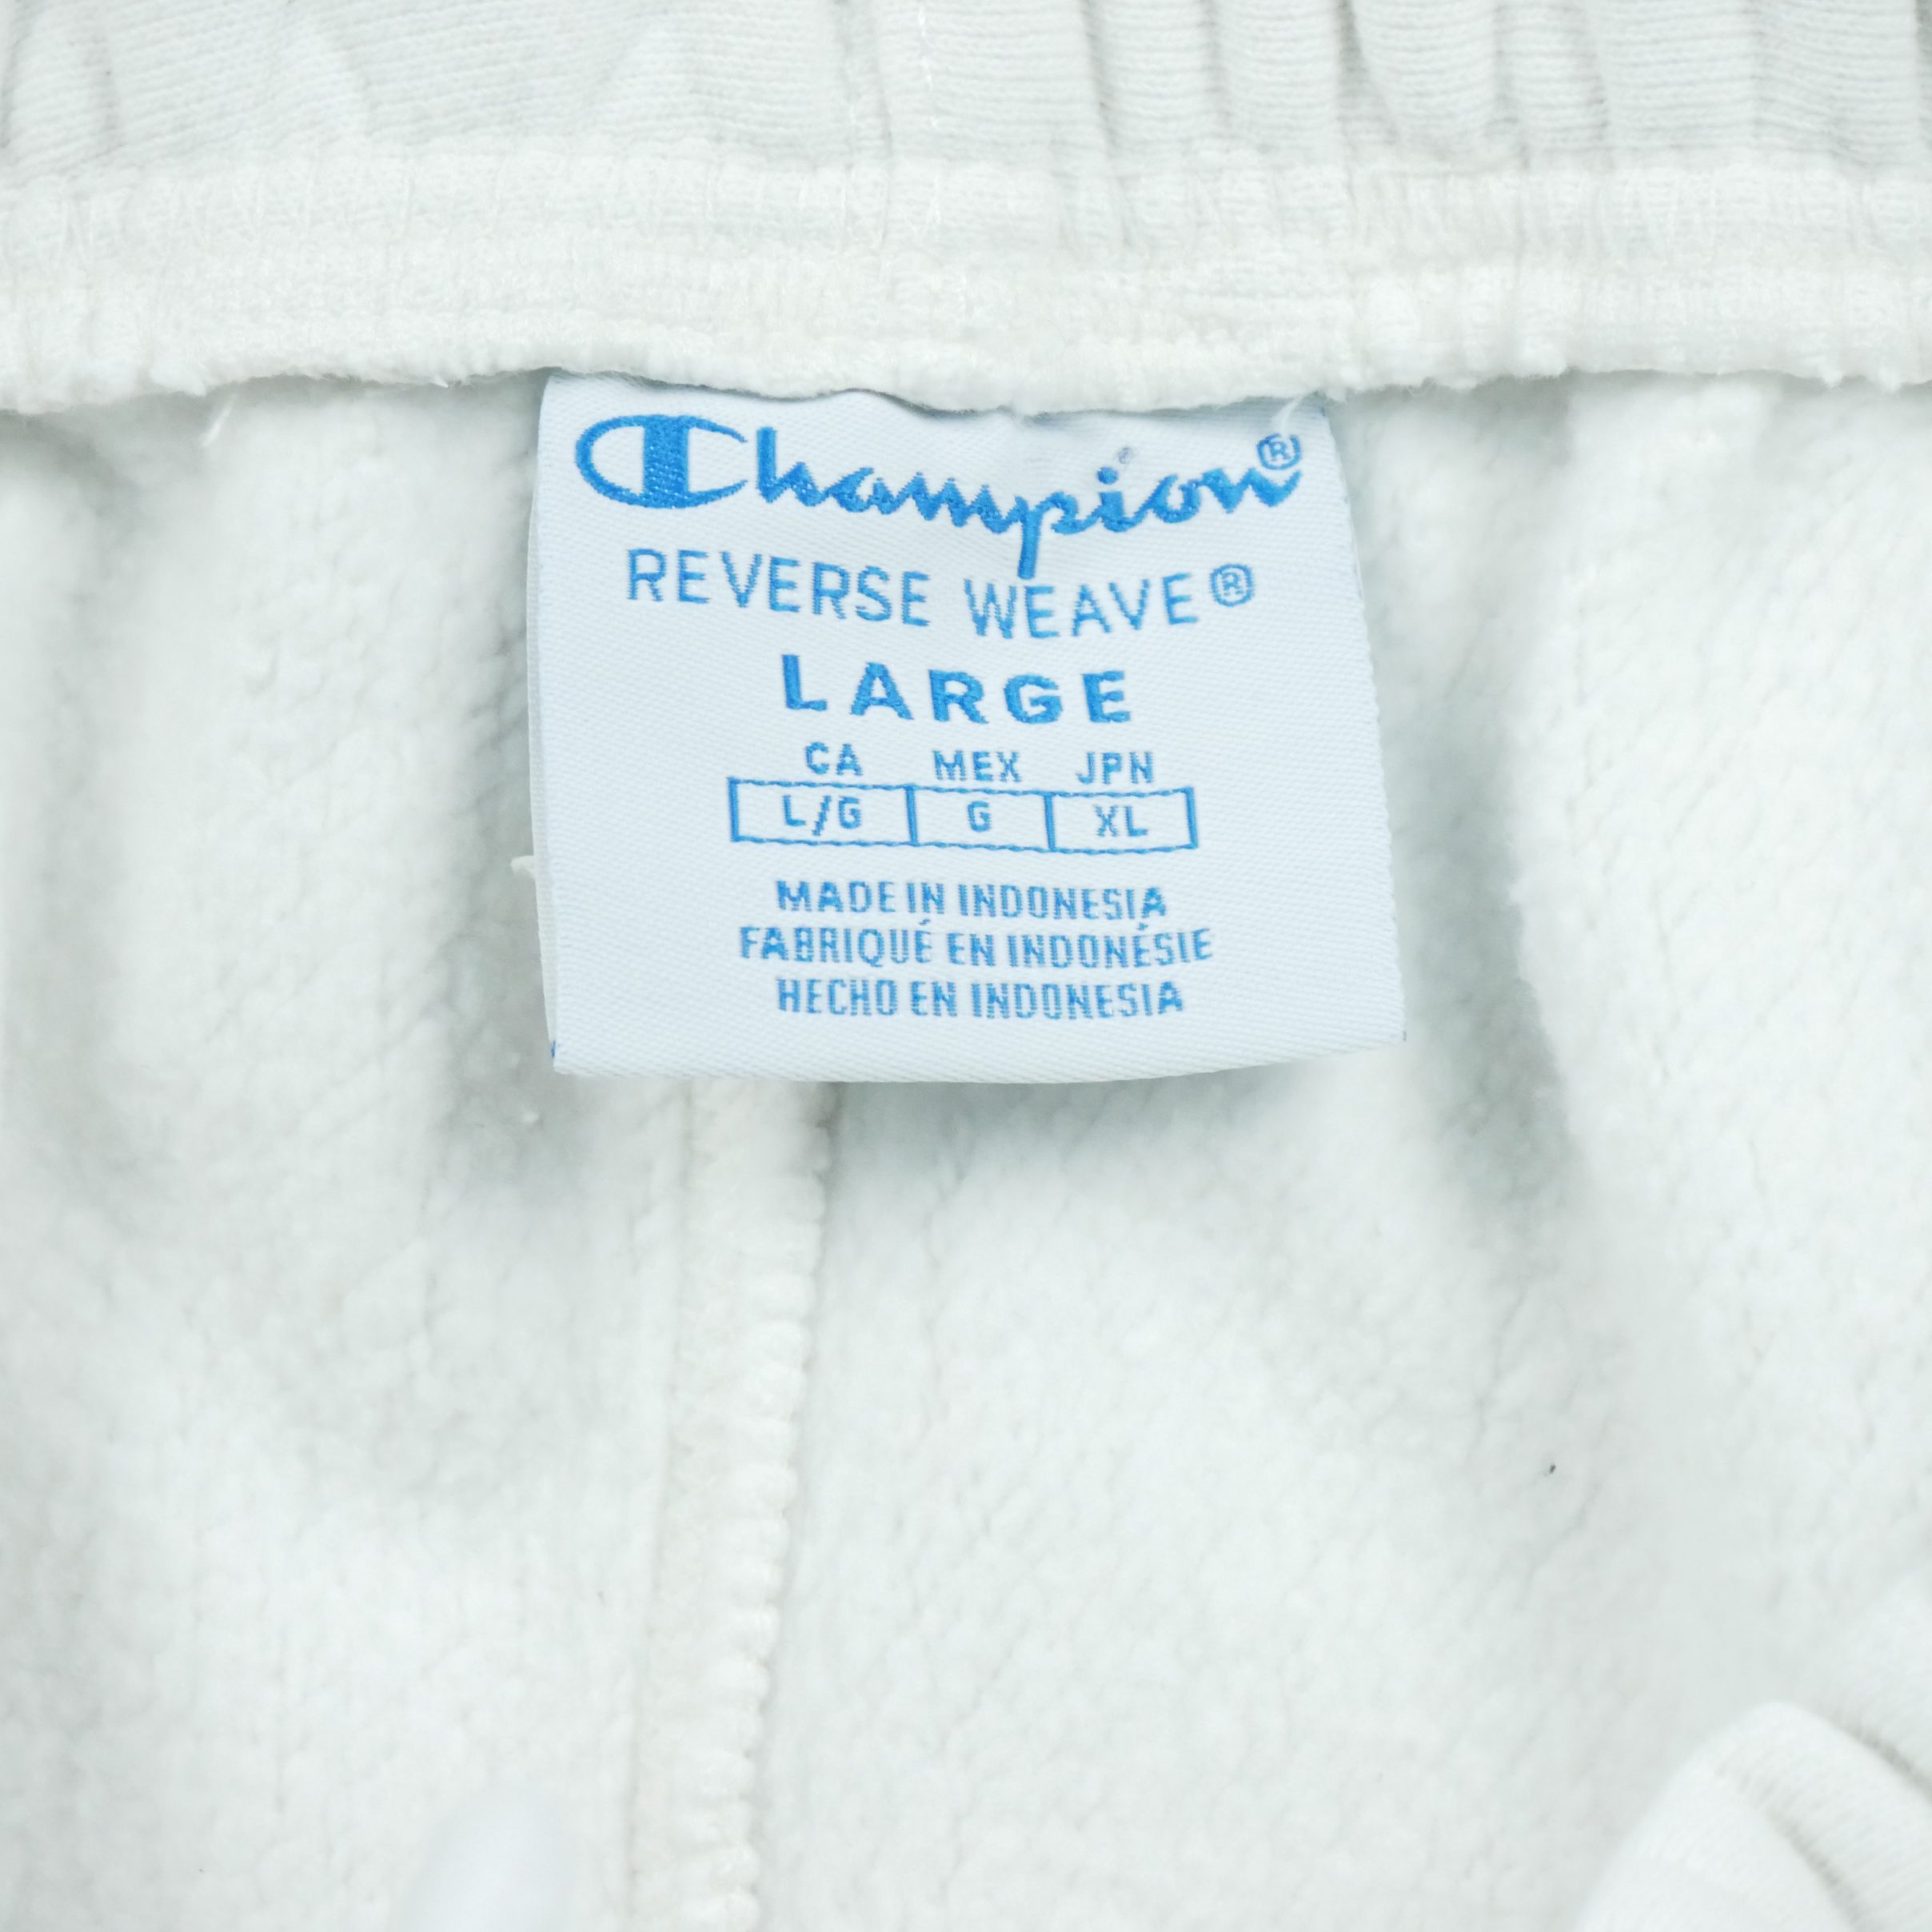 Champion®
REVERSE WEAVE®
LARGE
CA MEX JPN
L/G G XL
MADE IN INDONESIA
FABRIQUÉ EN INDONÉSIE
HECHO EN INDONESIA